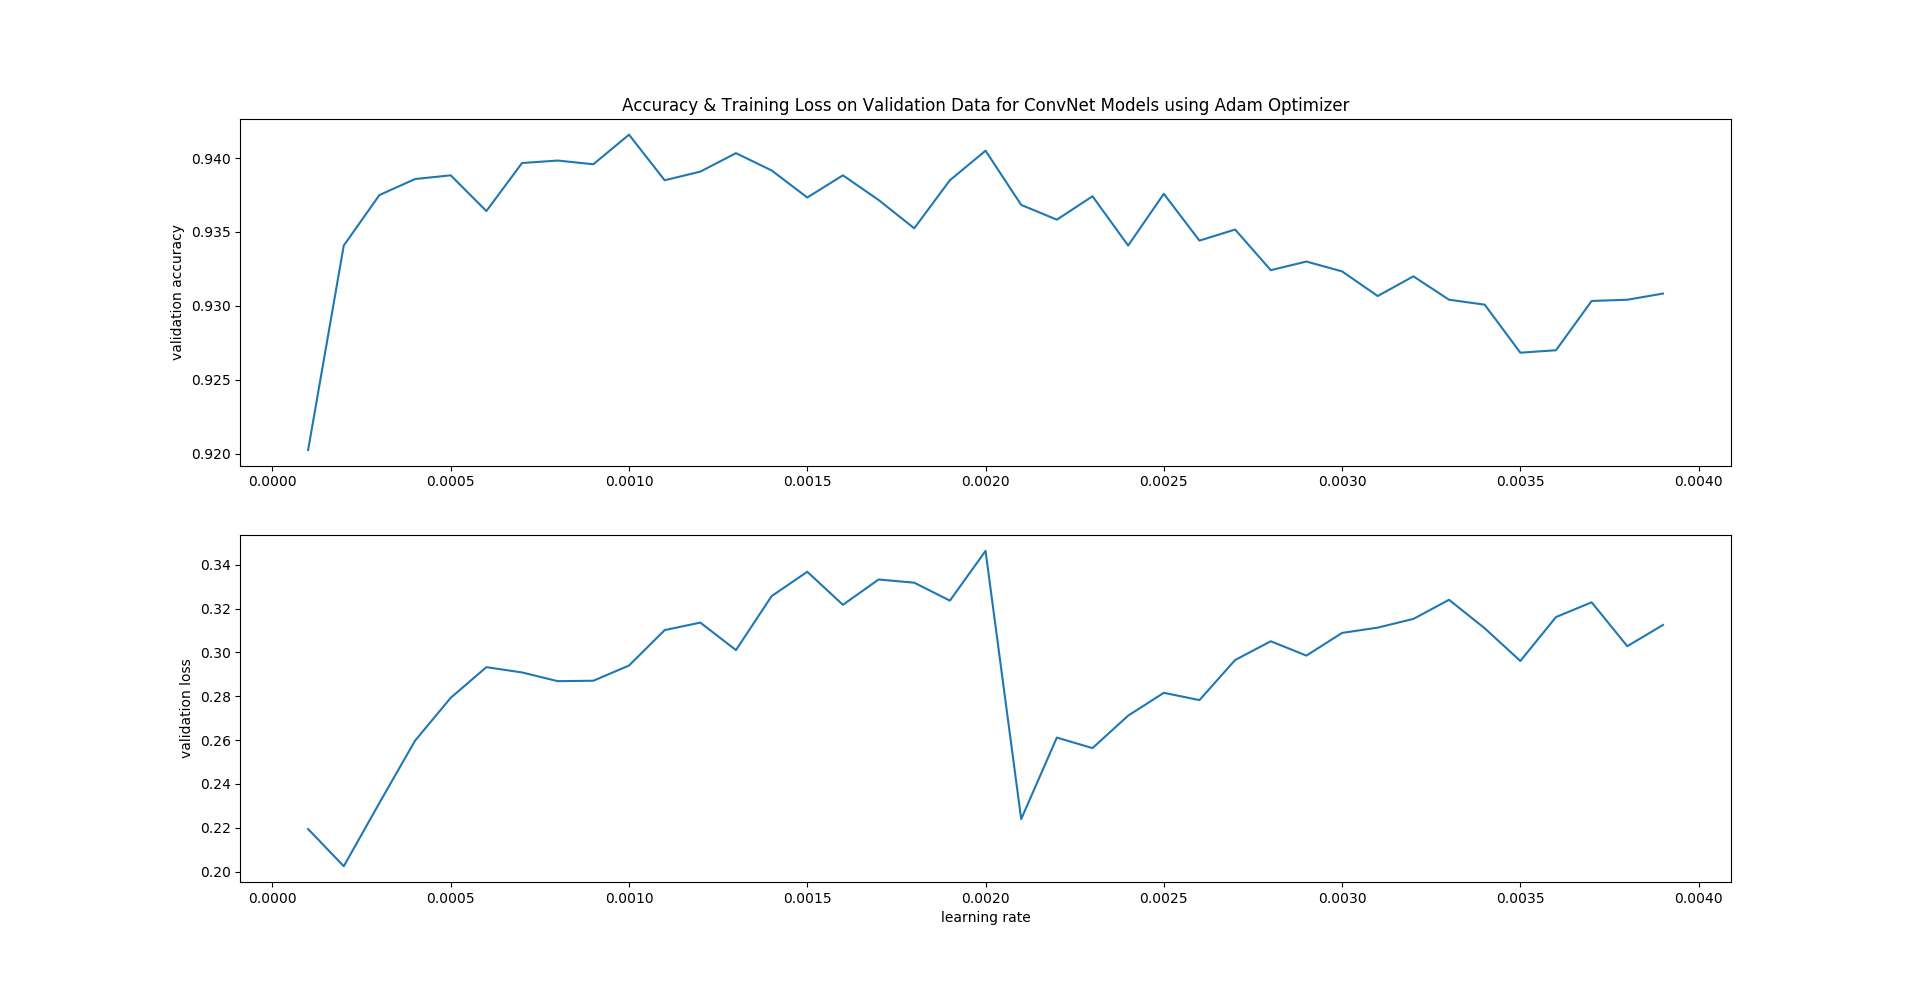 Accuracy & Training Loss on Validation Data for ConvNet Models using Adam Optimizer
validation accuracy
0.940
0.935
0.930
0.925
0.920
0.0000 0.0005 0.0010 0.0015 0.0020 0.0025 0.0030 0.0035 0.0040
validation loss
0.34
0.32
0.30
0.28
0.26
0.24
0.22
0.20
0.0000 0.0005 0.0010 0.0015 0.0020 0.0025 0.0030 0.0035 0.0040
learning rate